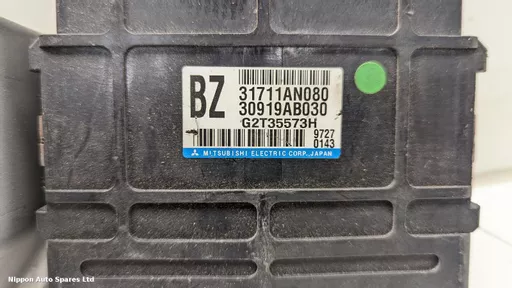 BZ 31711AN080
30919AB030
G2T35573H
9727
0143
MITSUBISHI ELECTRIC CORP., JAPAN
Nippon Auto Spares Ltd